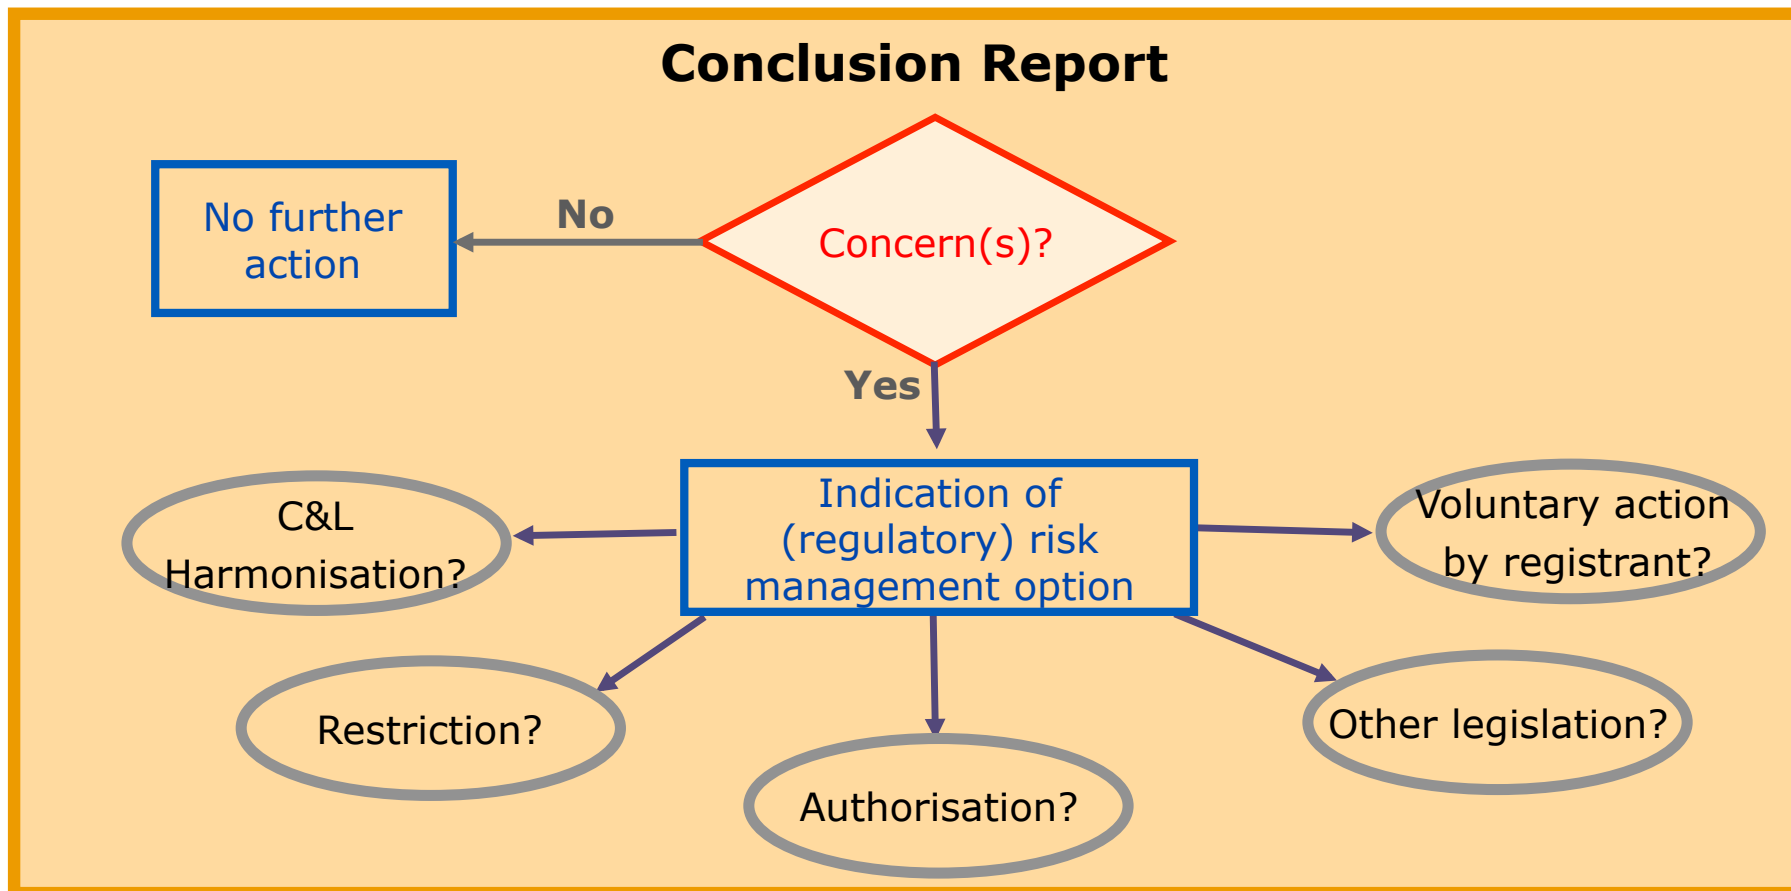 Conclusion Report
No further
action
No
Concern(s)?
Yes
Indication of
(regulatory) risk
management option
C&L
Harmonisation?
Voluntary action
by registrant?
Restriction?
Authorisation?
Other legislation?